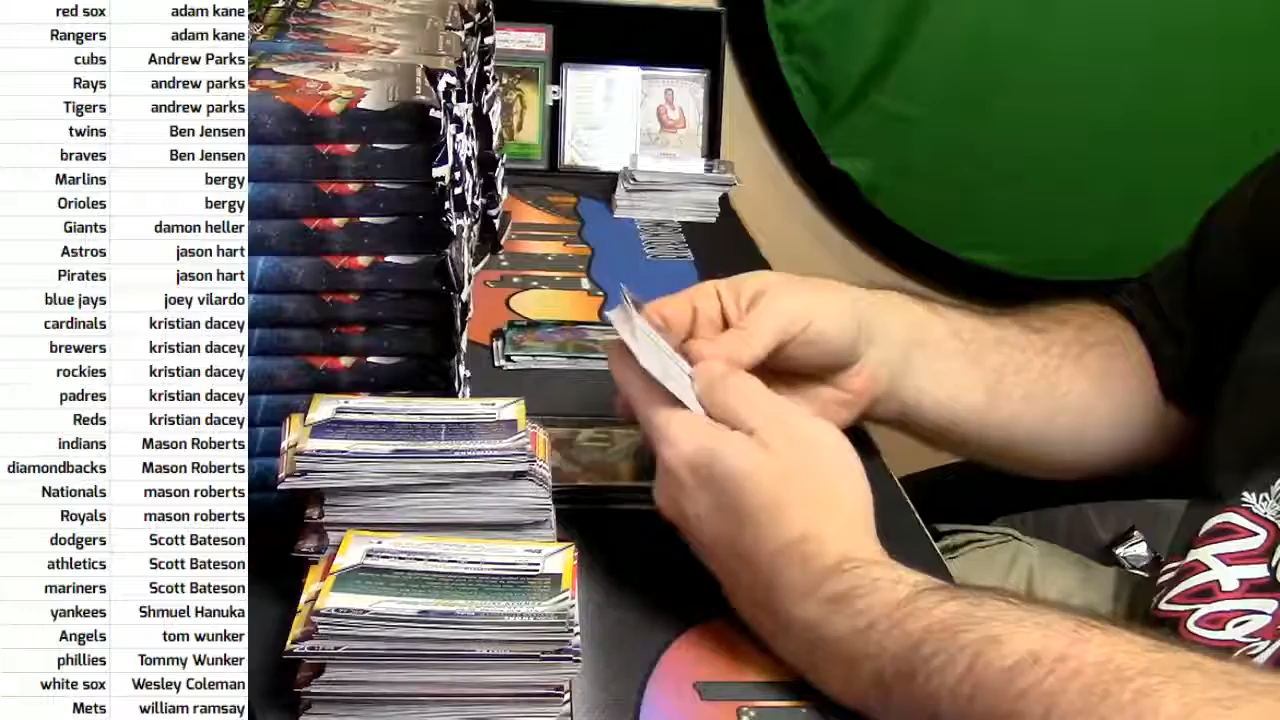 red sox adam kane
Rangers adam kane
cubs Andrew Parks
Rays andrew parks
Tigers andrew parks
twins Ben Jensen
braves Ben Jensen
Marlins bergy
Orioles bergy
Giants damon heller
Astros jason hart
Pirates jason hart
blue jays joey vilardo
cardinals kristian dacey
brewers kristian dacey
rockies kristian dacey
padres kristian dacey
Reds kristian dacey
indians Mason Roberts
diamondbacks Mason Roberts
Nationals mason roberts
Royals mason roberts
dodgers Scott Bateson
athletics Scott Bateson
mariners Scott Bateson
yankees Shmuel Hanuka
Angels tom wunker
phillies Tommy Wunker
white sox Wesley Coleman
Mets william ramsay